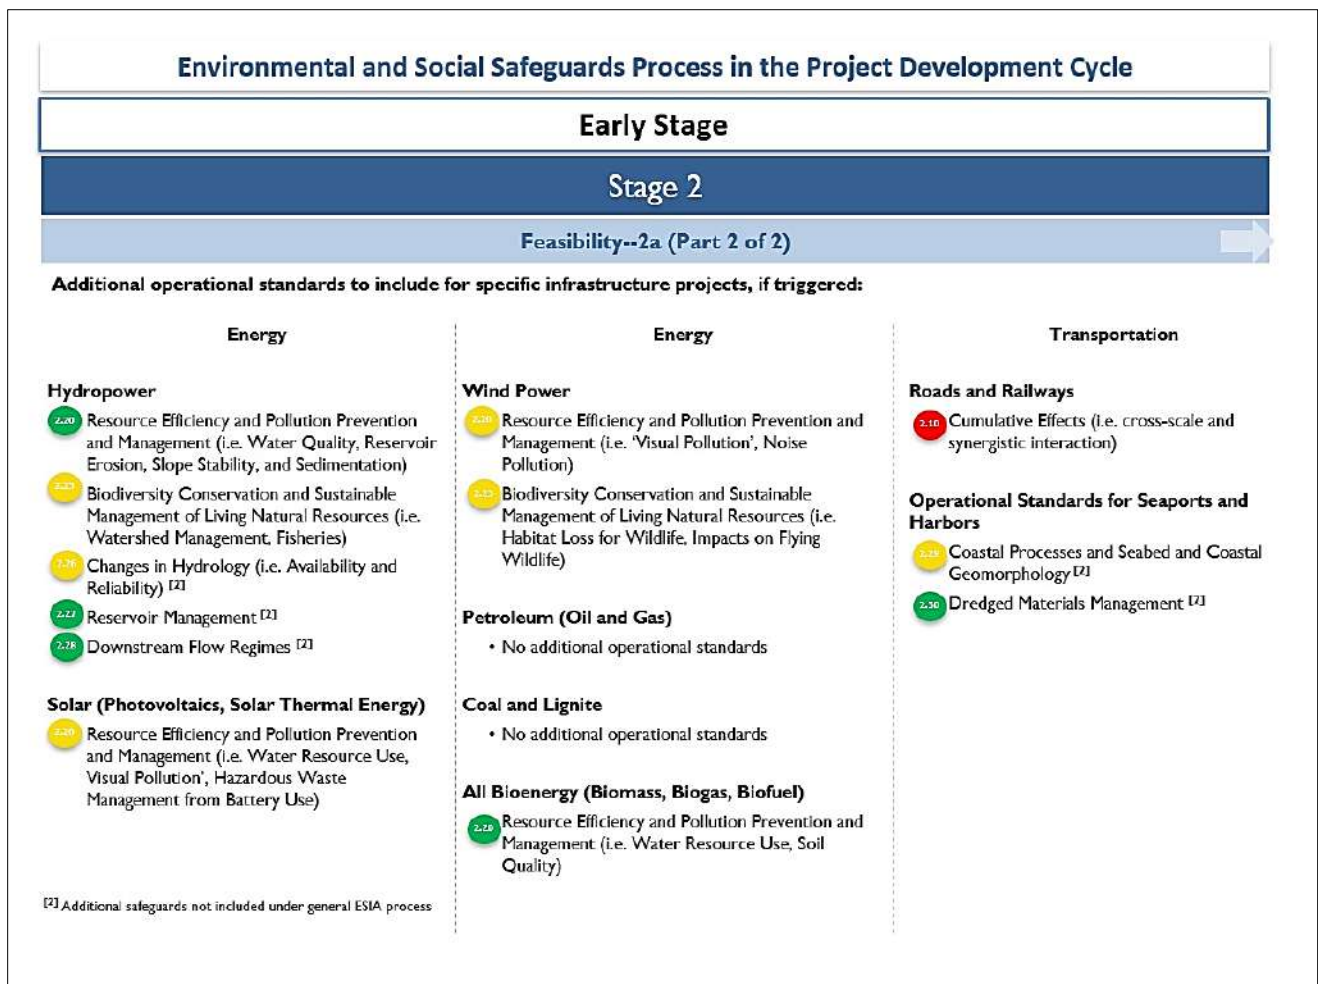 Environmental and Social Safeguards Process in the Project Development Cycle
Early Stage
Stage 2
Feasibility--2a (Part 2 of 2)
Additional operational standards to include for specific infrastructure projects, if triggered:
Energy
Hydropower
2.20 Resource Efficiency and Pollution Prevention
and Management (i.e. Water Quality, Reservoir
Erosion, Slope Stability, and Sedimentation)
Biodiversity Conservation and Sustainable
Management of Living Natural Resources (i.e.
Watershed Management, Fisheries)
2.26 Changes in Hydrology (i.e. Availability and
Reliability) [2]
2.27 Reservoir Management [2]
2.28 Downstream Flow Regimes [2]
Solar (Photovoltaics, Solar Thermal Energy)
2.20 Resource Efficiency and Pollution Prevention
and Management (i.e. Water Resource Use,
Visual Pollution', Hazardous Waste
Management from Battery Use)
[2] Additional safeguards not included under general ESIA process
Energy
Wind Power
2.20 Resource Efficiency and Pollution Prevention and
Management (i.e. 'Visual Pollution', Noise
Pollution)
Biodiversity Conservation and Sustainable
Management of Living Natural Resources (i.e.
Habitat Loss for Wildlife, Impacts on Flying
Wildlife)
Petroleum (Oil and Gas)
• No additional operational standards
Coal and Lignite
• No additional operational standards
All Bioenergy (Biomass, Biogas, Biofuel)
2.20 Resource Efficiency and Pollution Prevention and
Management (i.e. Water Resource Use, Soil
Quality)
Transportation
Roads and Railways
2.10 Cumulative Effects (i.e. cross-scale and
synergistic interaction)
Operational Standards for Seaports and
Harbors
2.29 Coastal Processes and Seabed and Coastal
Geomorphology [2]
2.30 Dredged Materials Management [2]